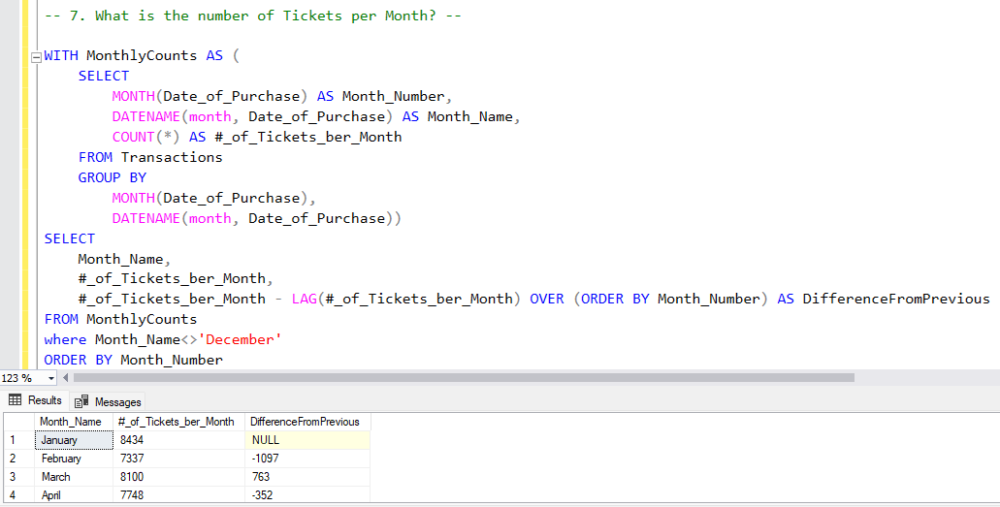 -- 7. What is the number of Tickets per Month? --
WITH MonthlyCounts AS (
SELECT
MONTH(Date_of_Purchase) AS Month_Number,
DATENAME(month, Date_of_Purchase) AS Month_Name,
COUNT(*) AS #_of_Tickets_ber_Month
FROM Transactions
GROUP BY
MONTH(Date_of_Purchase),
DATENAME(month, Date_of_Purchase))
SELECT
Month_Name,
#_of_Tickets_ber_Month,
#_of_Tickets_ber_Month - LAG(#_of_Tickets_ber_Month) OVER (ORDER BY Month_Number) AS DifferenceFromPrevious
FROM MonthlyCounts
where Month_Name<>'December'
ORDER BY Month_Number
123 %
Results Messages
Month_Name #_of_Tickets_ber_Month DifferenceFromPrevious
1 January 8434 NULL
2 February 7337 -1097
3 March 8100 763
4 April 7748 -352